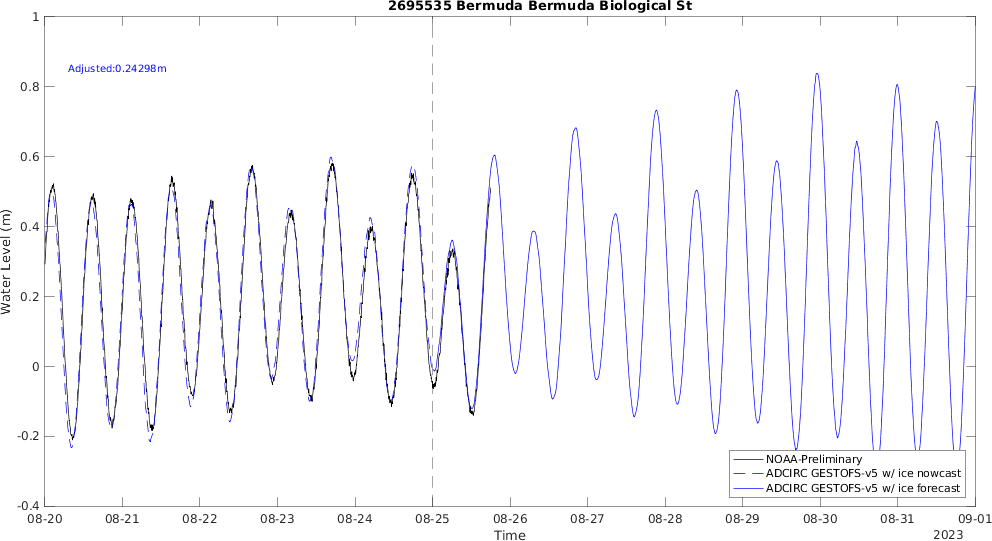 2695535 Bermuda Bermuda Biological St
Adjusted:0.24298m
Water Level (m)
1
0.8
0.6
0.4
0.2
0
-0.2
-0.4
08-20 08-21 08-22 08-23 08-24 08-25 08-26 08-27 08-28 08-29 08-30 08-31 09-01
Time
2023
NOAA-Preliminary
ADCIRC GESTOFS-v5 w/ ice nowcast
ADCIRC GESTOFS-v5 w/ ice forecast